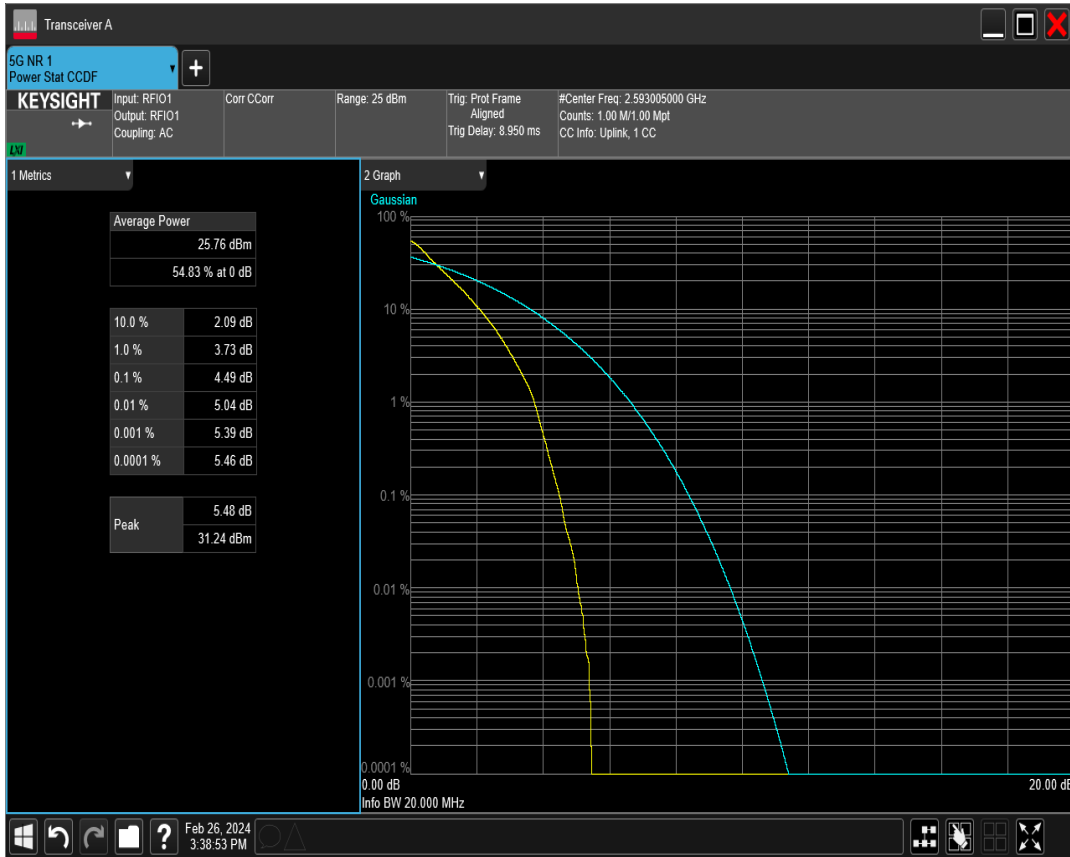 Transceiver A
5G NR 1
Power Stat CCDF
KEYSIGHT
LXI
Input: RFIO1
Output: RFIO1
Coupling: AC
Corr CCorr
Range: 25 dBm
Trig: Prot Frame
Aligned
Trig Delay: 8.950 ms
#Center Freq: 2.593005000 GHz
Counts: 1.00 M/1.00 Mpt
CC Info: Uplink, 1 CC
1 Metrics
Average Power
25.76 dBm
54.83 % at 0 dB
10.0 % 2.09 dB
1.0 % 3.73 dB
0.1 % 4.49 dB
0.01 % 5.04 dB
0.001 % 5.39 dB
0.0001 % 5.46 dB
Peak 5.48 dB
31.24 dBm
2 Graph
Gaussian
100 %
10 %
1 %
0.1 %
0.01 %
0.001 %
0.0001 %
0.00 dB 20.00 dB
Info BW 20.000 MHz
Feb 26, 2024
3:38:53 PM